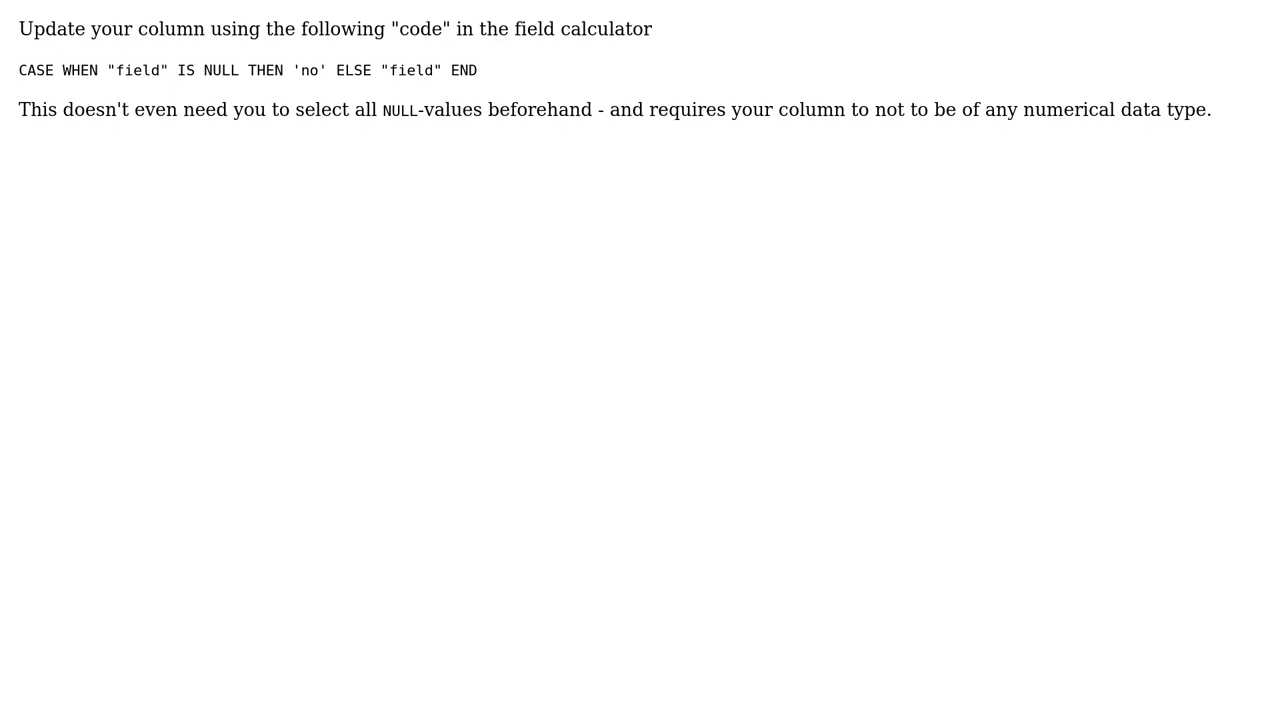 Update your column using the following "code" in the field calculator
CASE WHEN "field" IS NULL THEN 'no' ELSE "field" END
This doesn't even need you to select all NULL-values beforehand - and requires your column to not to be of any numerical data type.